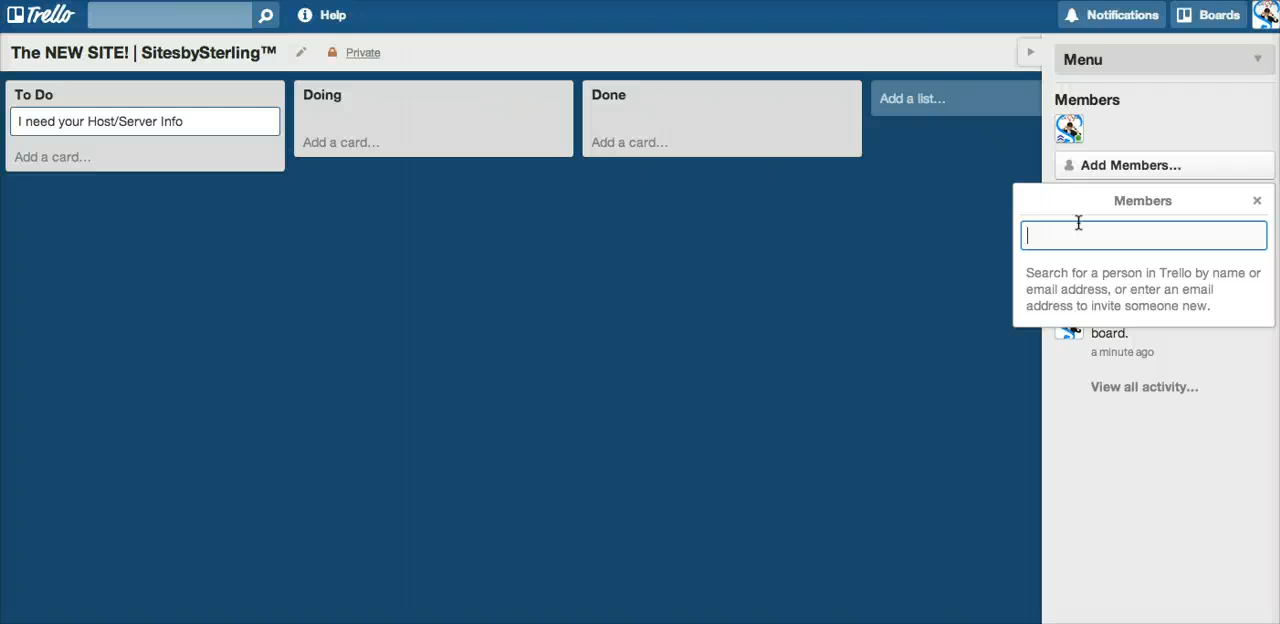 Trello
Help
Notifications
Boards
The NEW SITE! | SitesbySterling™
Private
Menu
To Do
I need your Host/Server Info
Add a card...
Doing
Add a card...
Done
Add a card...
Add a list...
Members
Add Members...
Members
Search for a person in Trello by name or
email address, or enter an email
address to invite someone new.
board.
a minute ago
View all activity...